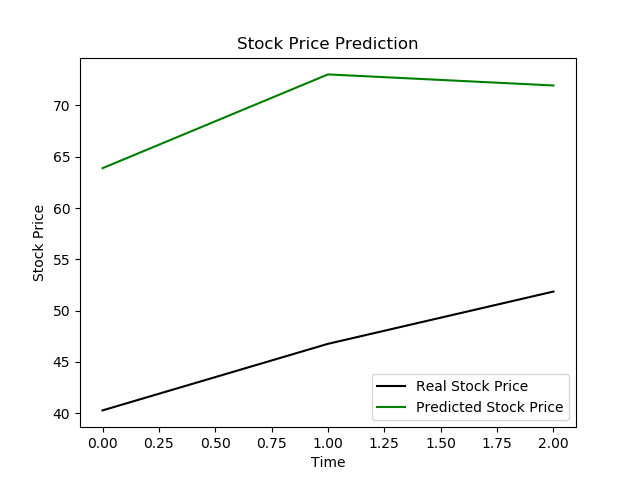 Stock Price Prediction
Stock Price
70
65
60
55
50
45
40
Real Stock Price
Predicted Stock Price
0.00 0.25 0.50 0.75 1.00 1.25 1.50 1.75 2.00
Time